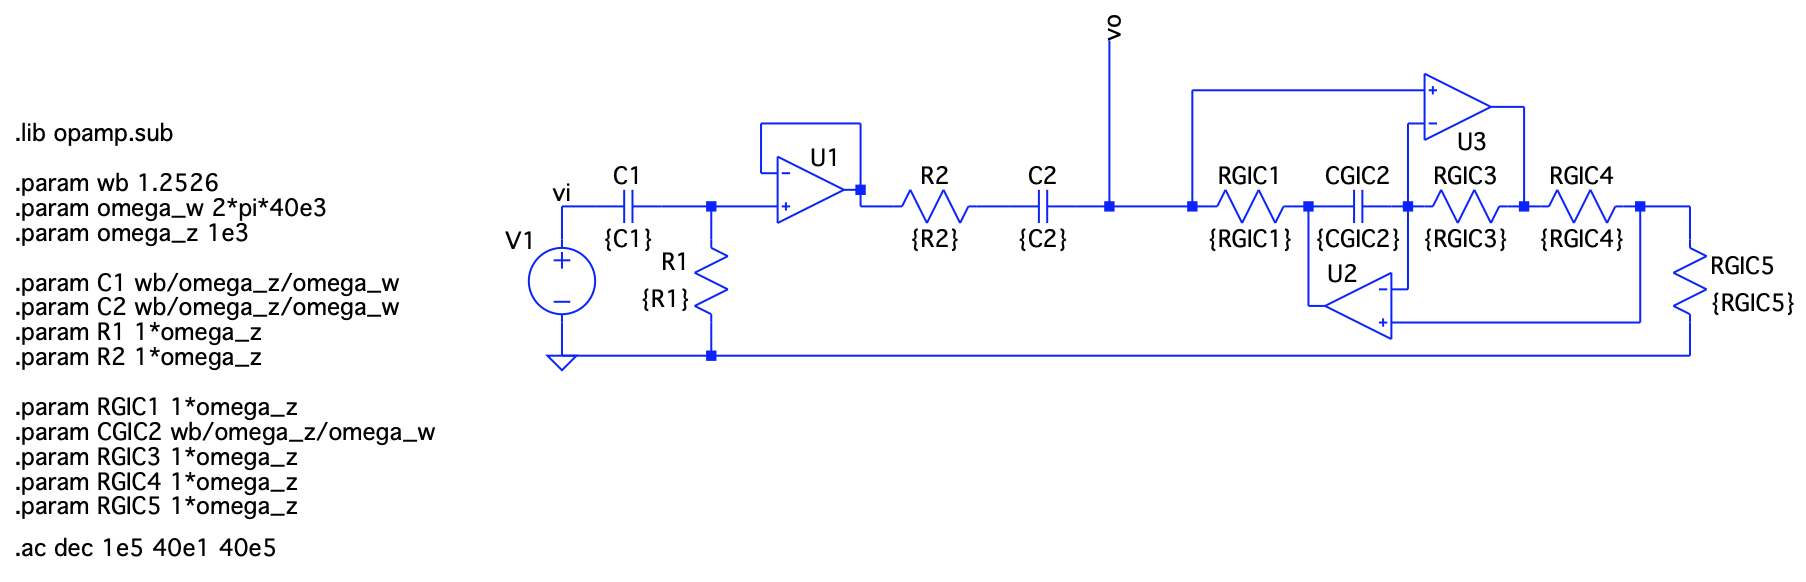 .lib opamp.sub
.param wb 1.2526
.param omega_w 2*pi*40e3
.param omega_z 1e3
.param C1 wb/omega_z/omega_w
.param C2 wb/omega_z/omega_w
.param R1 1*omega_z
.param R2 1*omega_z
.param RGIC1 1*omega_z
.param CGIC2 wb/omega_z/omega_w
.param RGIC3 1*omega_z
.param RGIC4 1*omega_z
.param RGIC5 1*omega_z
.ac dec 1e5 40e1 40e5
vi
V1
+
−
C1
{C1}
R1
{R1}
U1
−
+
R2
{R2}
C2
{C2}
vo
RGIC1
{RGIC1}
CGIC2
{CGIC2}
U2
−
+
U3
+
−
RGIC3
{RGIC3}
RGIC4
{RGIC4}
RGIC5
{RGIC5}